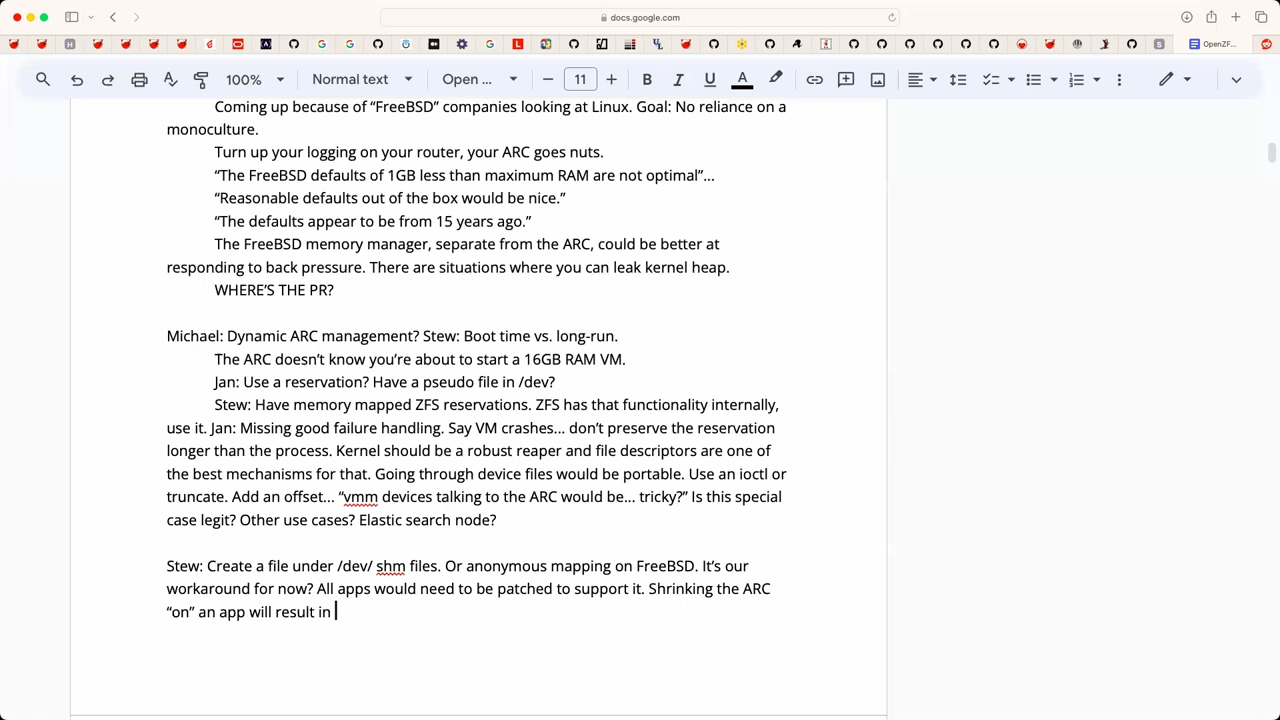 docs.google.com
OpenZF...
100%
Normal text
Open ...
11
B
I
U
A
Coming up because of “FreeBSD” companies looking at Linux. Goal: No reliance on a
monoculture.
Turn up your logging on your router, your ARC goes nuts.
“The FreeBSD defaults of 1GB less than maximum RAM are not optimal”...
“Reasonable defaults out of the box would be nice.”
“The defaults appear to be from 15 years ago.”
The FreeBSD memory manager, separate from the ARC, could be better at
responding to back pressure. There are situations where you can leak kernel heap.
WHERE’S THE PR?
Michael: Dynamic ARC management? Stew: Boot time vs. long-run.
The ARC doesn’t know you’re about to start a 16GB RAM VM.
Jan: Use a reservation? Have a pseudo file in /dev?
Stew: Have memory mapped ZFS reservations. ZFS has that functionality internally,
use it. Jan: Missing good failure handling. Say VM crashes... don’t preserve the reservation
longer than the process. Kernel should be a robust reaper and file descriptors are one of
the best mechanisms for that. Going through device files would be portable. Use an ioctl or
truncate. Add an offset... “vmm devices talking to the ARC would be... tricky?” Is this special
case legit? Other use cases? Elastic search node?
Stew: Create a file under /dev/ shm files. Or anonymous mapping on FreeBSD. It’s our
workaround for now? All apps would need to be patched to support it. Shrinking the ARC
“on” an app will result in